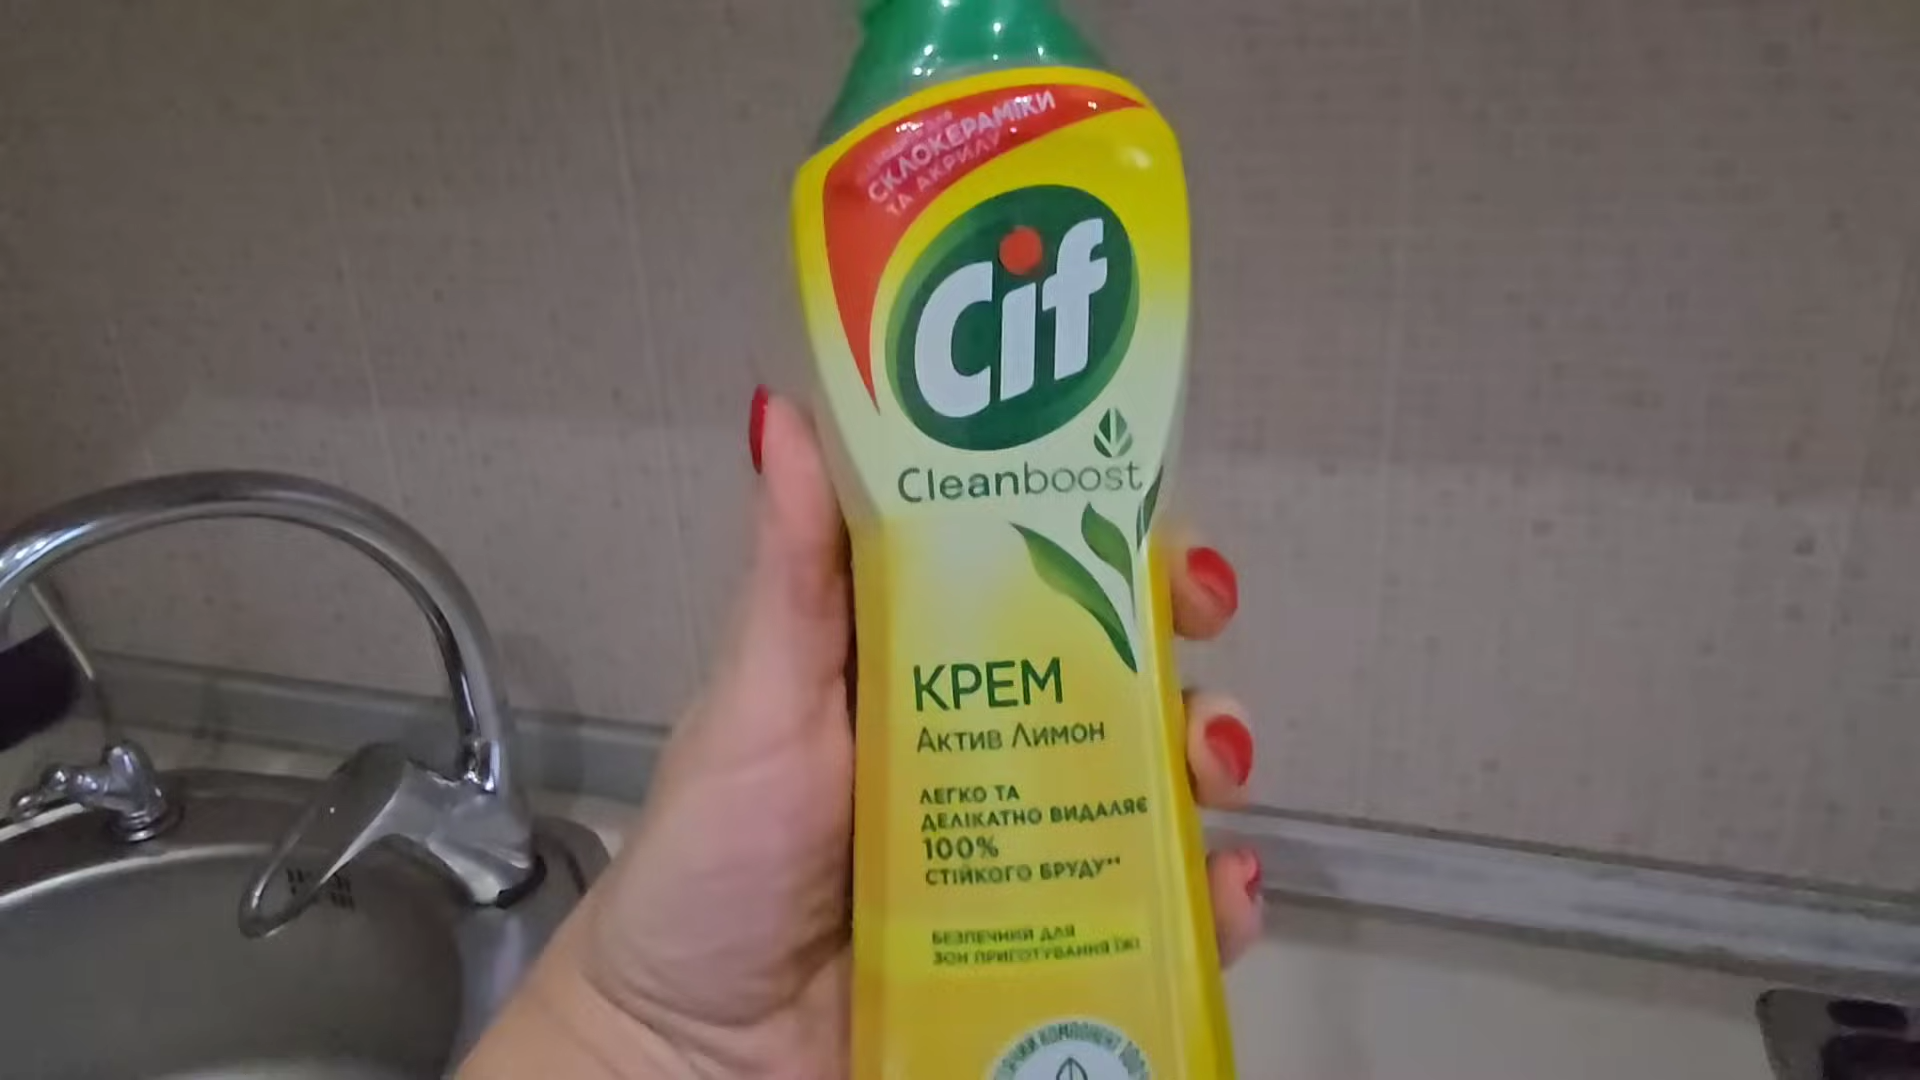 СКЛОКЕРАМІКИ
ТА АКРИЛУ
Cif
Cleanboost
КРЕМ
Актив Лимон
ЛЕГКО ТА
ДЕЛІКАТНО ВИДАЛЯЄ
100%
СТІЙКОГО БРУДУ**
БЕЗПЕЧНИЙ ДЛЯ
ЗОН ПРИГОТУВАННЯ ЇЖІ
КОМПОНЕНТ